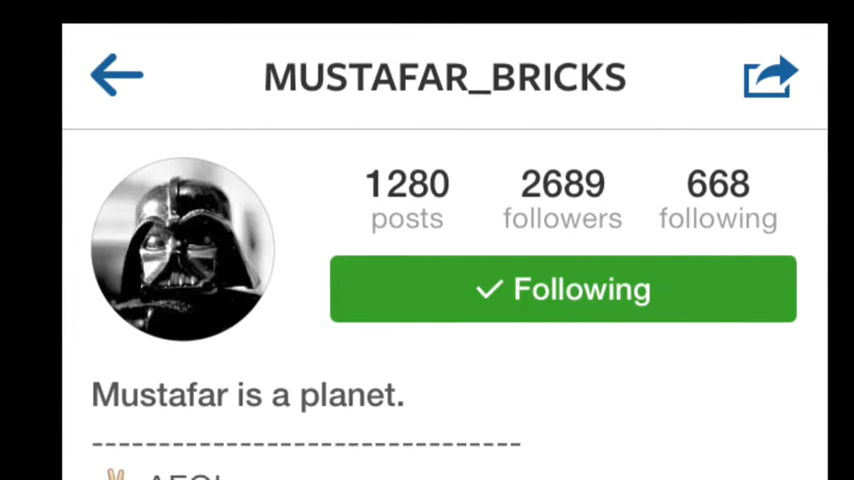 MUSTAFAR_BRICKS
1280 2689 668
posts followers following
Following
Mustafar is a planet.
--------------------------------